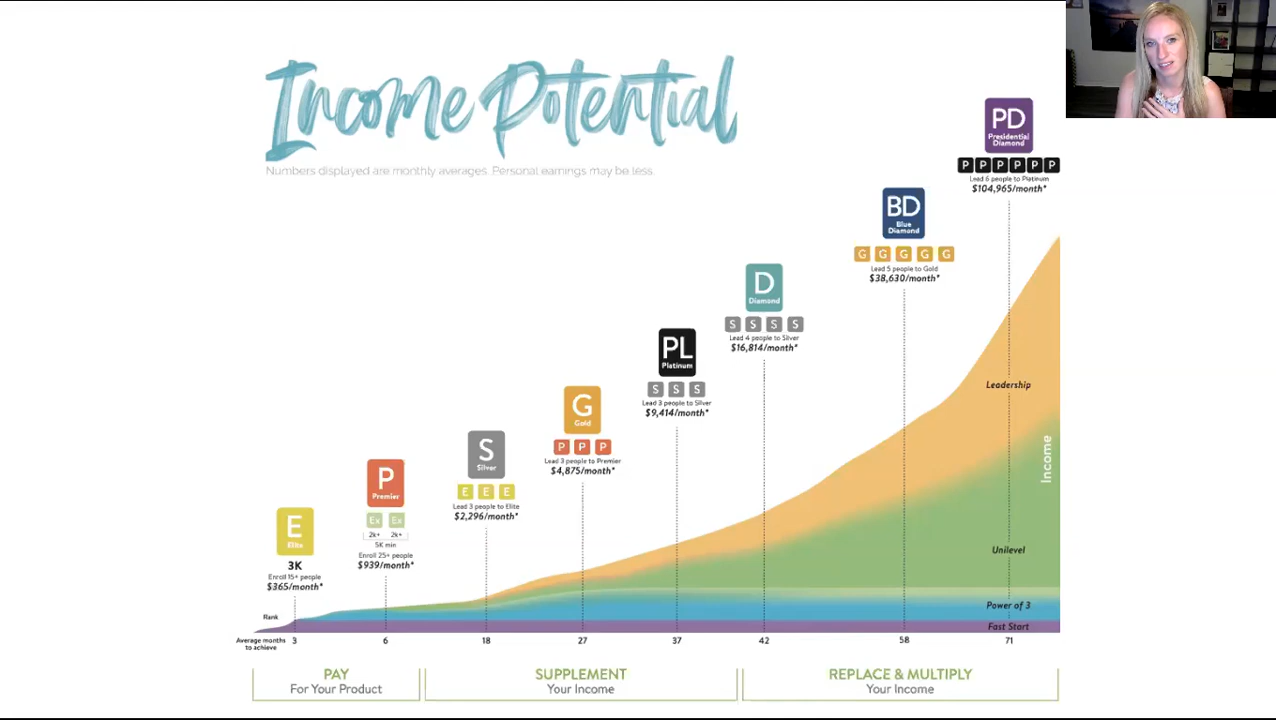 Income Potential
Numbers displayed are monthly averages. Personal earnings may be less.
PD
Presidential
Diamond
P P P P P P
Lead 6 people to Platinum
$104,965/month*
BD
Blue
Diamond
G G G G G
Lead 5 people to Gold
$38,630/month*
D
Diamond
S S S S
Lead 4 people to Silver
$16,814/month*
PL
Platinum
S S S
Lead 3 people to Silver
$9,414/month*
G
Gold
P P P
Lead 3 people to Premier
$4,875/month*
S
Silver
E E E
Lead 3 people to Elite
$2,296/month*
P
Premier
Ex Ex
2k+ 2k+
5K min
Enroll 25+ people
$939/month*
E
Elite
3K
Enroll 15+ people
$365/month*
Leadership
Income
Unilevel
Power of 3
Fast Start
Rank
Average months
to achieve
3 6 18 27 37 42 58 71
PAY
For Your Product
SUPPLEMENT
Your Income
REPLACE & MULTIPLY
Your Income